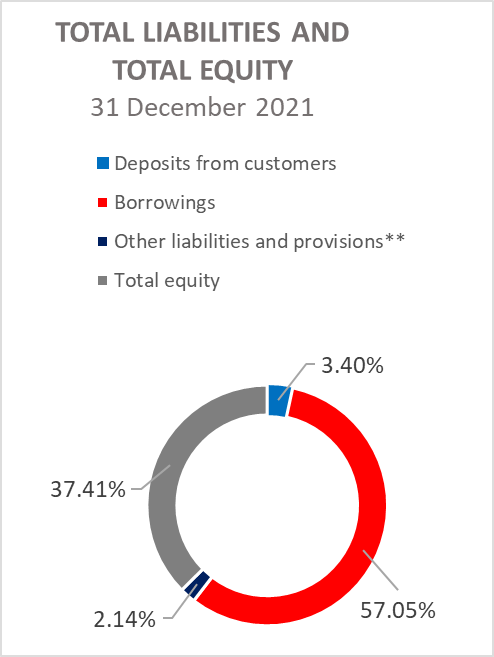 TOTAL LIABILITIES AND
TOTAL EQUITY
31 December 2021
Deposits from customers
Borrowings
Other liabilities and provisions**
Total equity
3.40%
37.41%
57.05%
2.14%